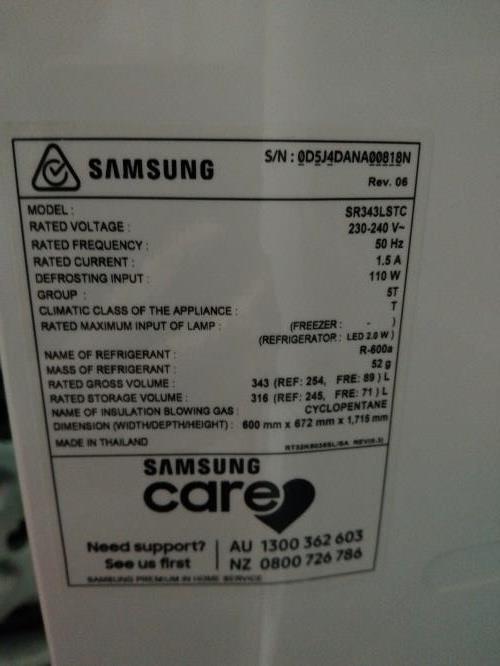 SAMSUNG
S/N : 0D5J4DANA00818N
Rev. 06
MODEL : SR343LSTC
RATED VOLTAGE : 230-240 V~
RATED FREQUENCY : 50 Hz
RATED CURRENT : 1.5 A
DEFROSTING INPUT : 110 W
GROUP : 5T
CLIMATIC CLASS OF THE APPLIANCE : T
RATED MAXIMUM INPUT OF LAMP : (FREEZER : - )
(REFRIGERATOR : LED 2.0 W )
NAME OF REFRIGERANT : R-600a
MASS OF REFRIGERANT : 52 g
RATED GROSS VOLUME : 343 (REF: 254, FRE: 89 ) L
RATED STORAGE VOLUME : 316 (REF: 245, FRE: 71 ) L
NAME OF INSULATION BLOWING GAS : CYCLOPENTANE
DIMENSION (WIDTH/DEPTH/HEIGHT) : 600 mm x 672 mm x 1,715 mm
MADE IN THAILAND
SAMSUNG
care
Need support? AU 1300 362 603
See us first NZ 0800 726 786
SAMSUNG PREMIUM IN HOME SERVICE